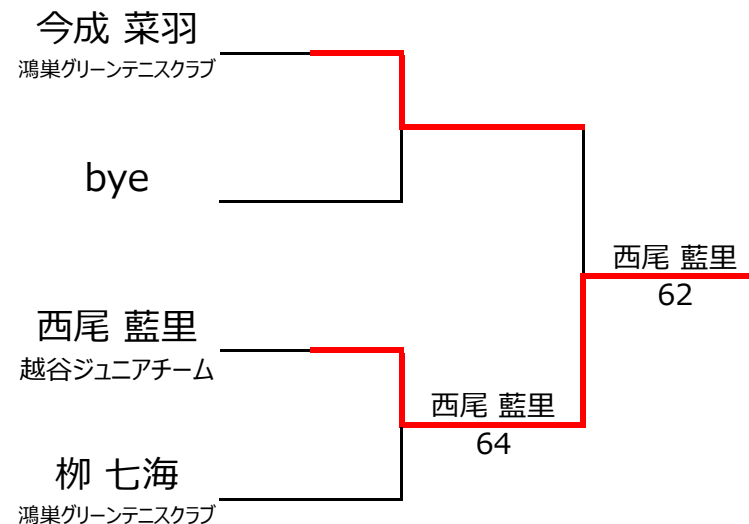 今成 菜羽
鴻巣グリーンテニスクラブ
bye
西尾 藍里
越谷ジュニアチーム
栁 七海
鴻巣グリーンテニスクラブ
西尾 藍里
64
西尾 藍里
62